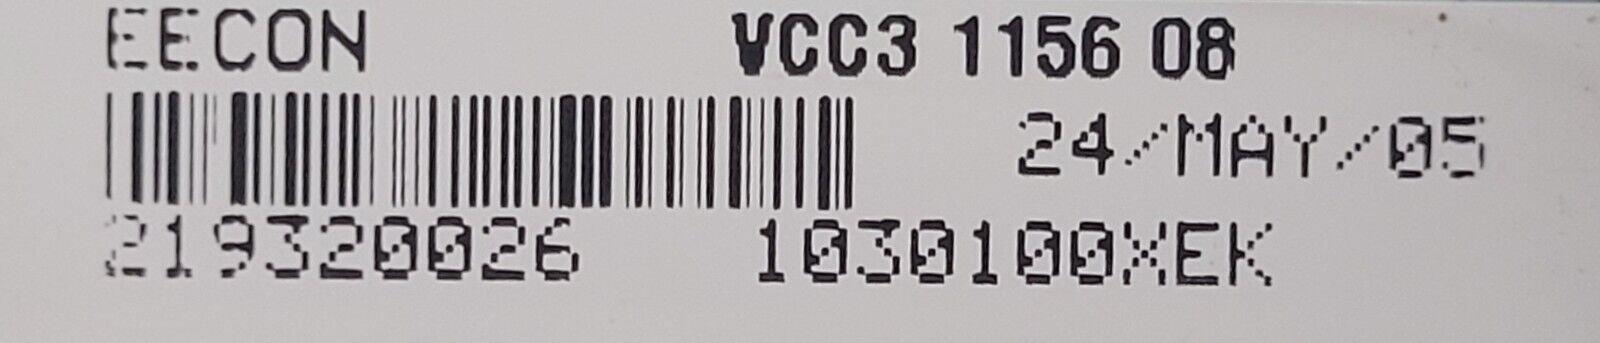 EECON VCC3 1156 08
24/MAY/05
219320026 1030100XEK